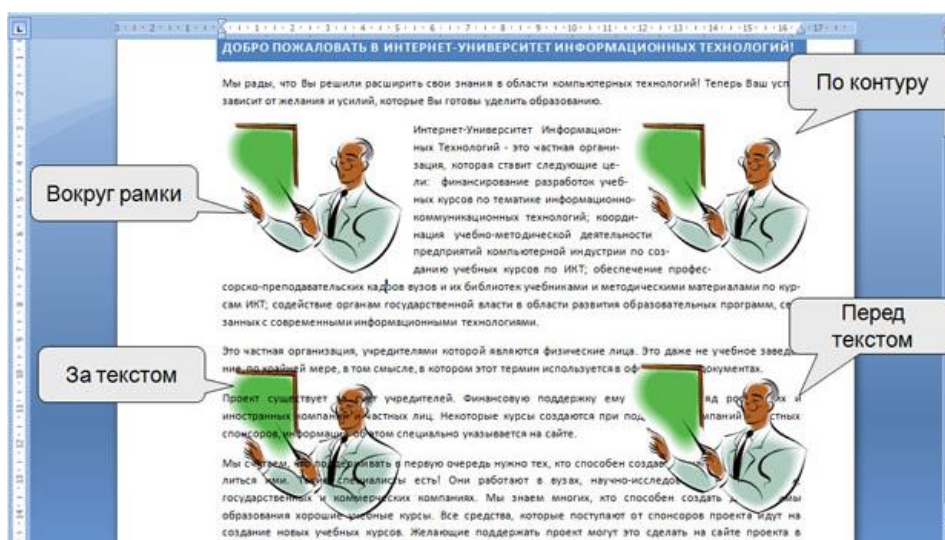 ДОБРО ПОЖАЛОВАТЬ В ИНТЕРНЕТ-УНИВЕРСИТЕТ ИНФОРМАЦИОННЫХ ТЕХНОЛОГИЙ!
По контуру
Мы рады, что Вы решили расширить свои знания в области компьютерных технологий! Теперь Ваш
зависит от желания и усилий, которые Вы готовы уделить образованию.
Вокруг рамки
Интернет-Университет Информацион-
ных Технологий - это частная органи-
зация, которая ставит следующие це-
ли: финансирование разработок учеб-
ных курсов по тематике информационно-
коммуникационных технологий; коорди-
нация учебно-методической деятельности
предприятий компьютерной индустрии по соз-
данию учебных курсов по ИКТ; обеспечение профес-
сорско-преподавательских кадров вузов и их библиотек учебниками и методическими материалами по кур-
сам ИКТ; содействие органам государственной власти в области развития образовательных программ,
занных с современными информационными технологиями.
Перед
текстом
За текстом
Это частная организация, учредителями которой являются физические лица. Это даже не учебное
ние, по крайней мере, в том смысле, в котором этот термин используется в документах.
Проект существует за счет учредителей. Финансовую поддержку ему и
иностранных компаний и частных лиц. Некоторые курсы создаются при
спонсоров, информация об этом специально указывается на сайте.
Мы считаем, что поддерживать в первую очередь нужно тех, кто способен
литься ими. Такие специалисты есть! Они работают в вузах,
государственных и коммерческих компаниях. Мы знаем многих, кто способен создать
образования хорошие учебные курсы. Все средства, которые поступают от спонсоров проекта идут на
создание новых учебных курсов. Желающие поддержать проект могут это сделать на сайте проекта в